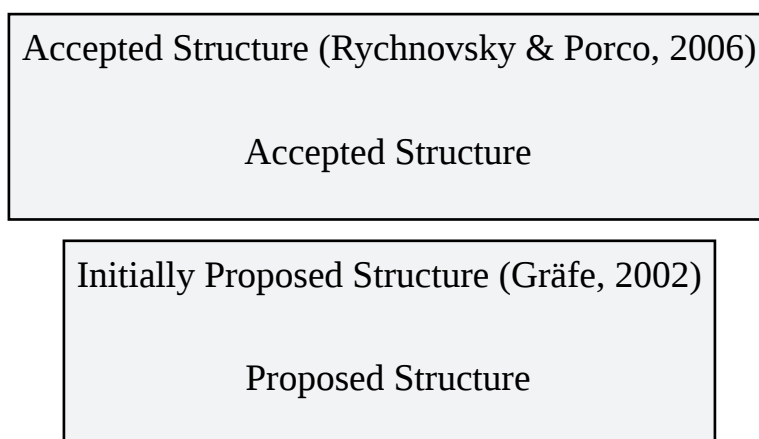 Accepted Structure (Rychnovsky & Porco, 2006)
Accepted Structure
Initially Proposed Structure (Gräfe, 2002)
Proposed Structure